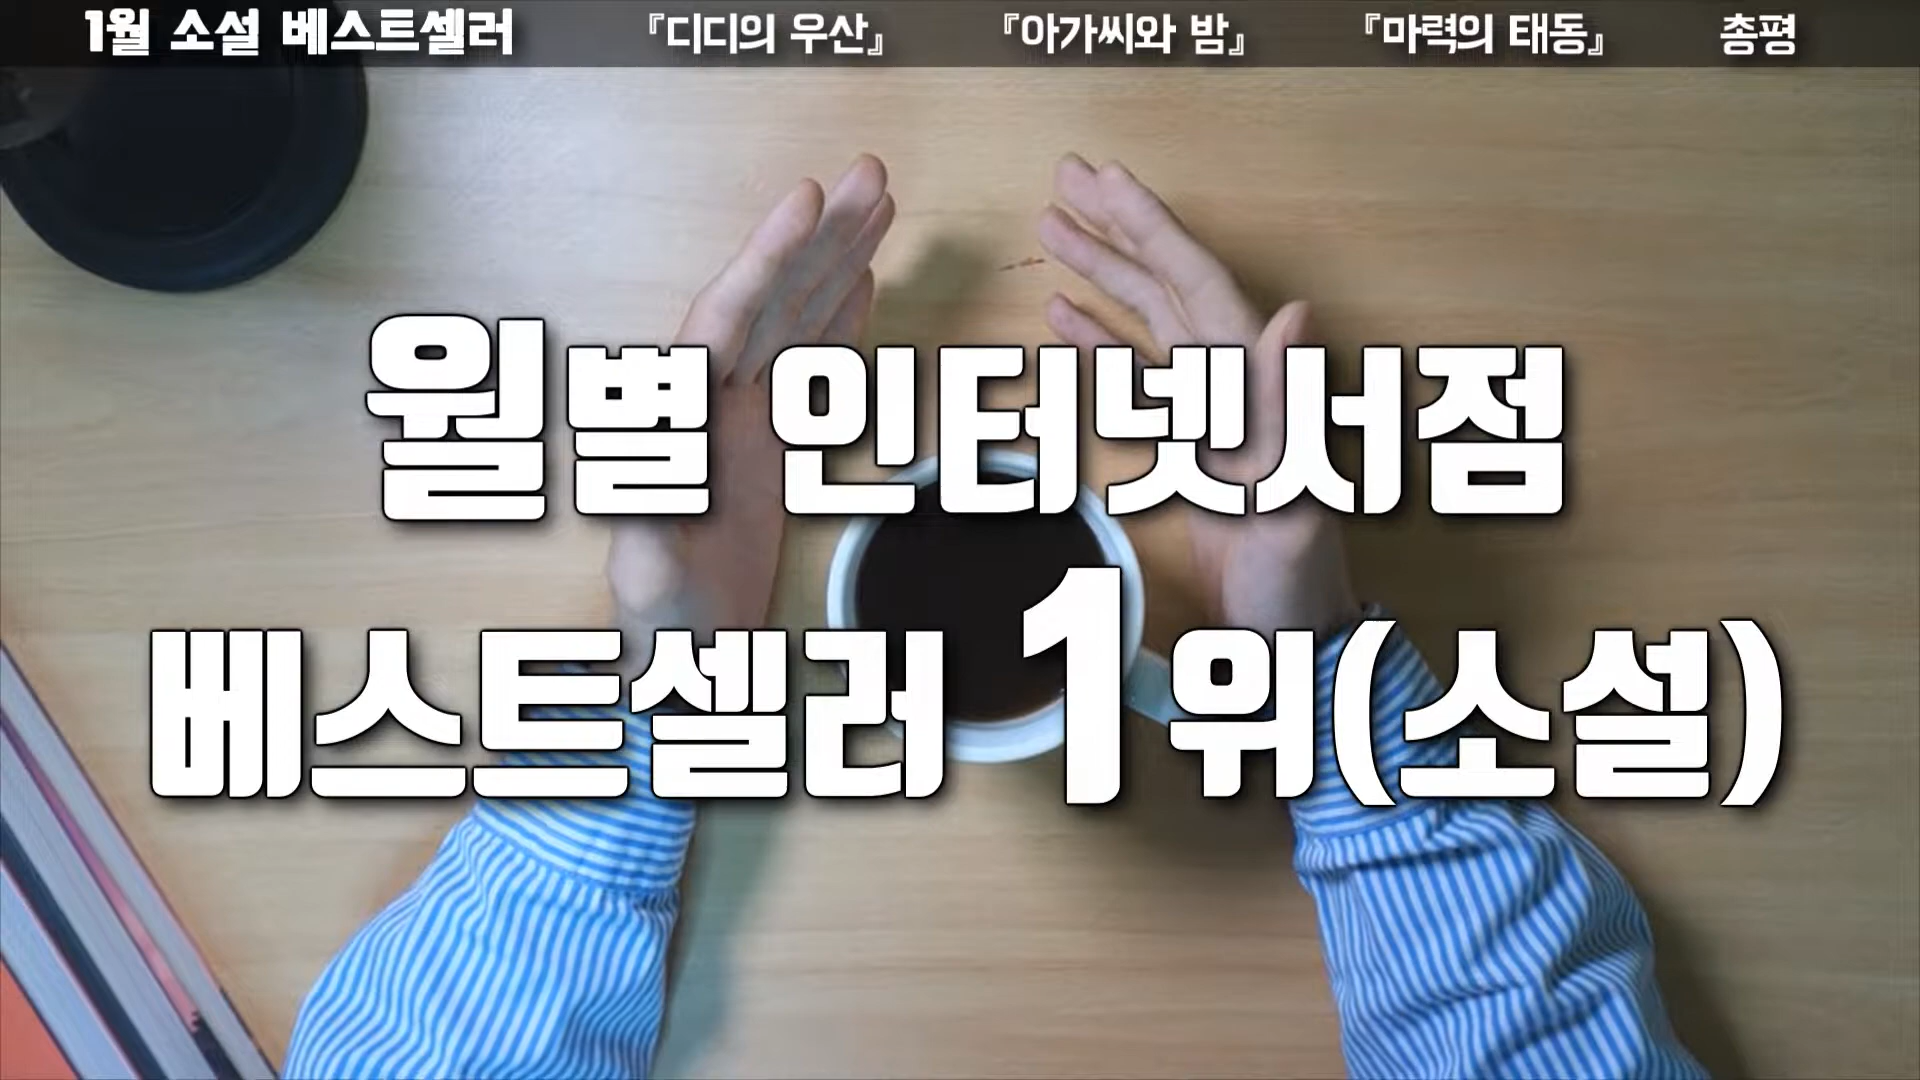 1월 소설 베스트셀러 『디디의 우산』 『아가씨와 밤』 『마력의 태동』 총평
월별 인터넷서점
베스트셀러 1위(소설)